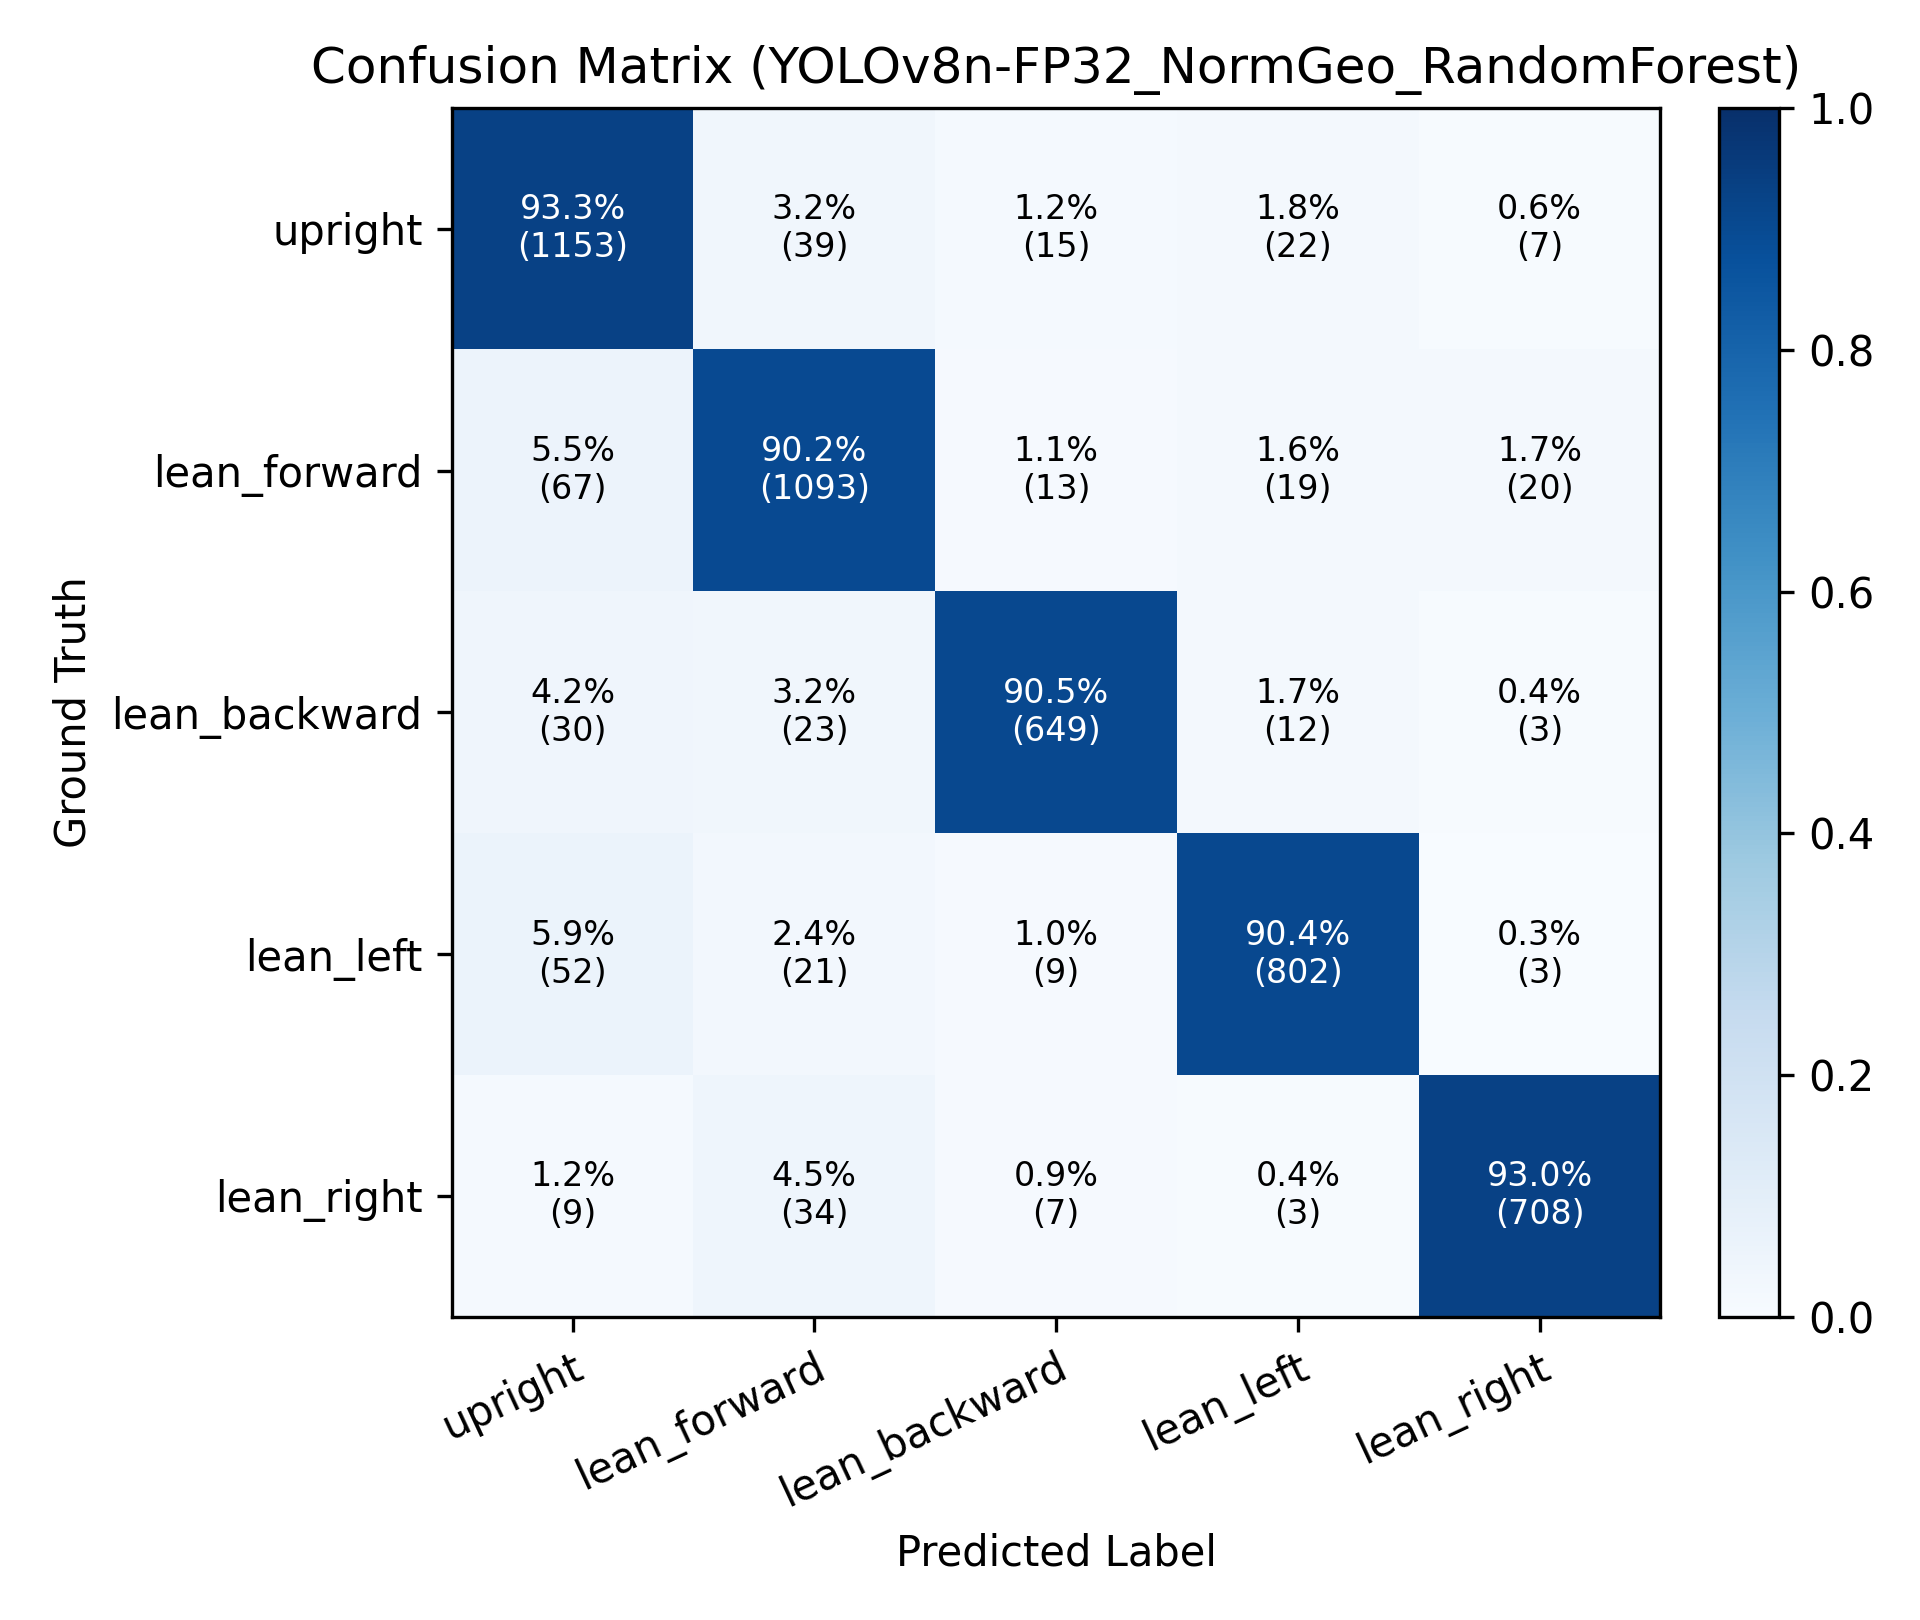 Confusion Matrix (YOLOv8n-FP32_NormGeo_RandomForest)
Ground Truth
upright
93.3% 3.2% 1.2% 1.8% 0.6%
(1153) (39) (15) (22) (7)
lean_forward
5.5% 90.2% 1.1% 1.6% 1.7%
(67) (1093) (13) (19) (20)
lean_backward
4.2% 3.2% 90.5% 1.7% 0.4%
(30) (23) (649) (12) (3)
lean_left
5.9% 2.4% 1.0% 90.4% 0.3%
(52) (21) (9) (802) (3)
lean_right
1.2% 4.5% 0.9% 0.4% 93.0%
(9) (34) (7) (3) (708)
upright lean_forward lean_backward lean_left lean_right
Predicted Label
1.0
0.8
0.6
0.4
0.2
0.0